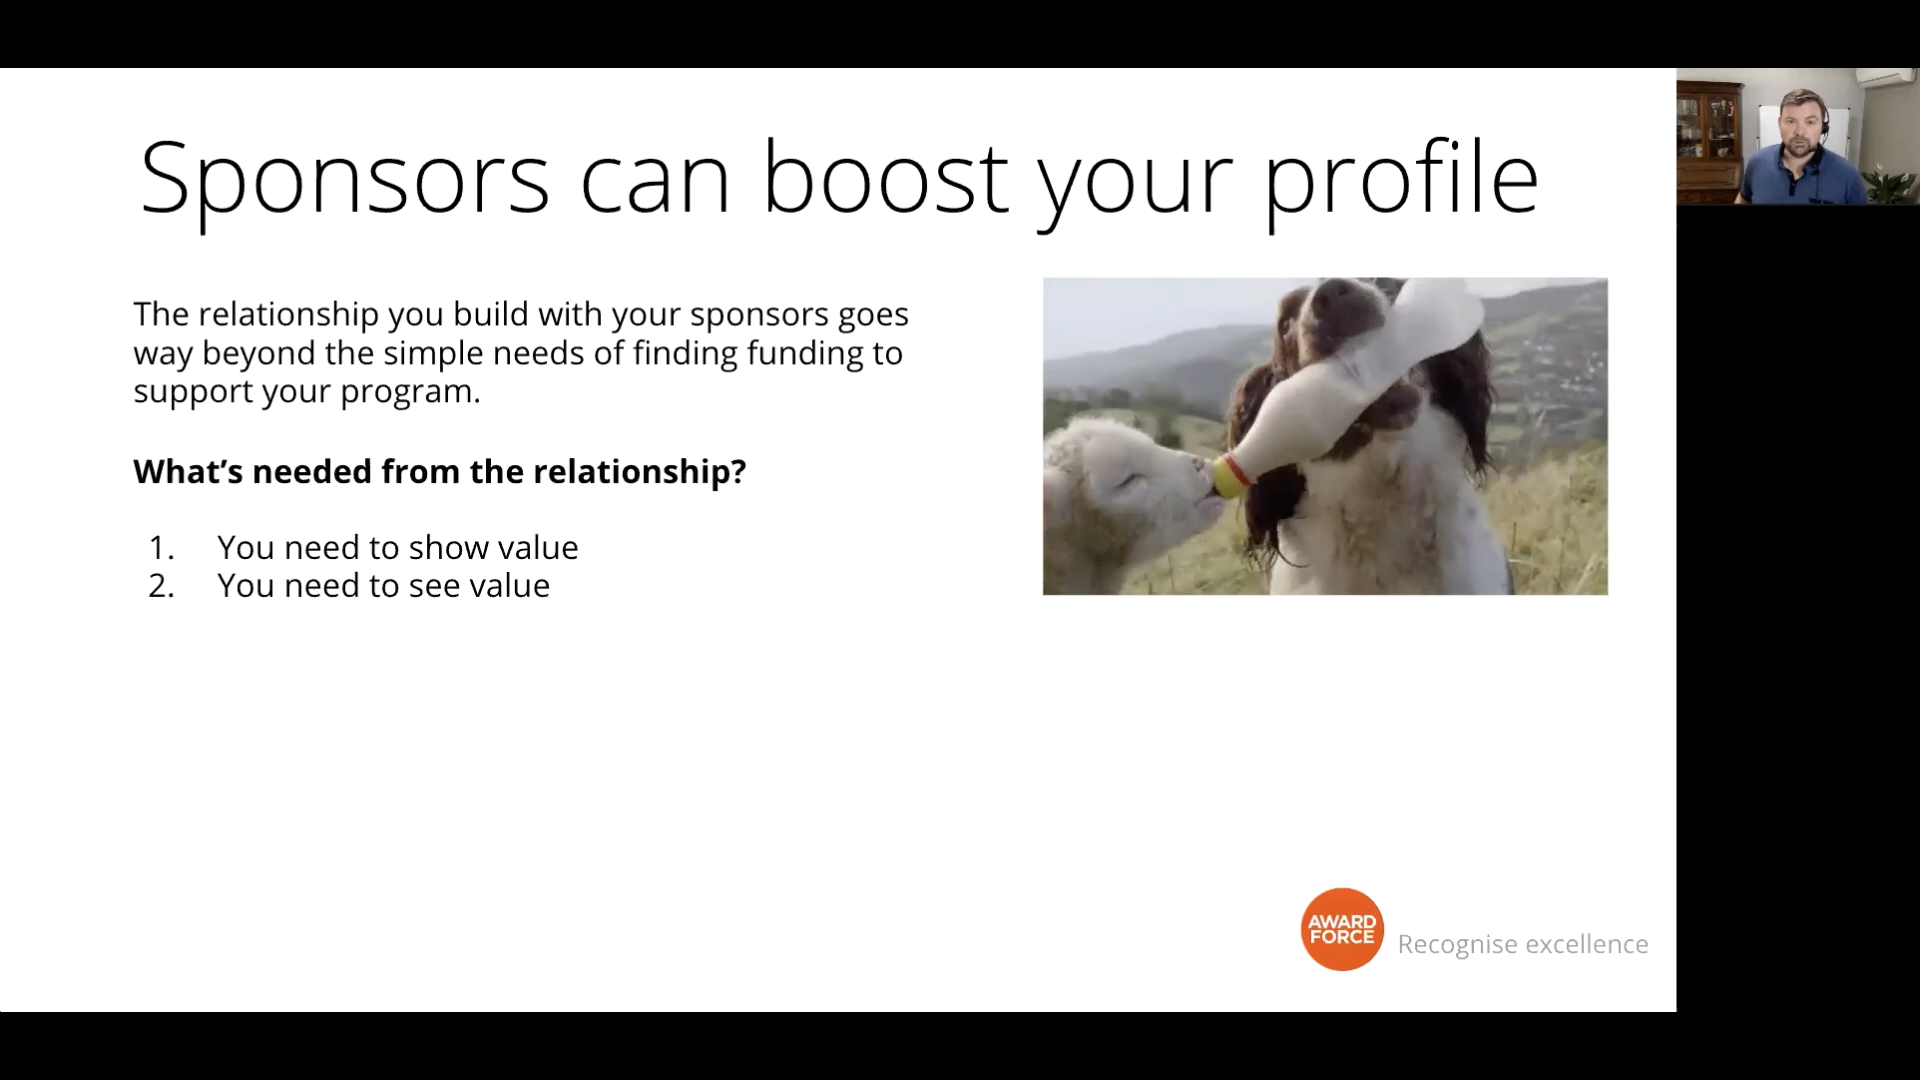 Sponsors can boost your profile
The relationship you build with your sponsors goes
way beyond the simple needs of finding funding to
support your program.
What’s needed from the relationship?
1. You need to show value
2. You need to see value
AWARD
FORCE
Recognise excellence